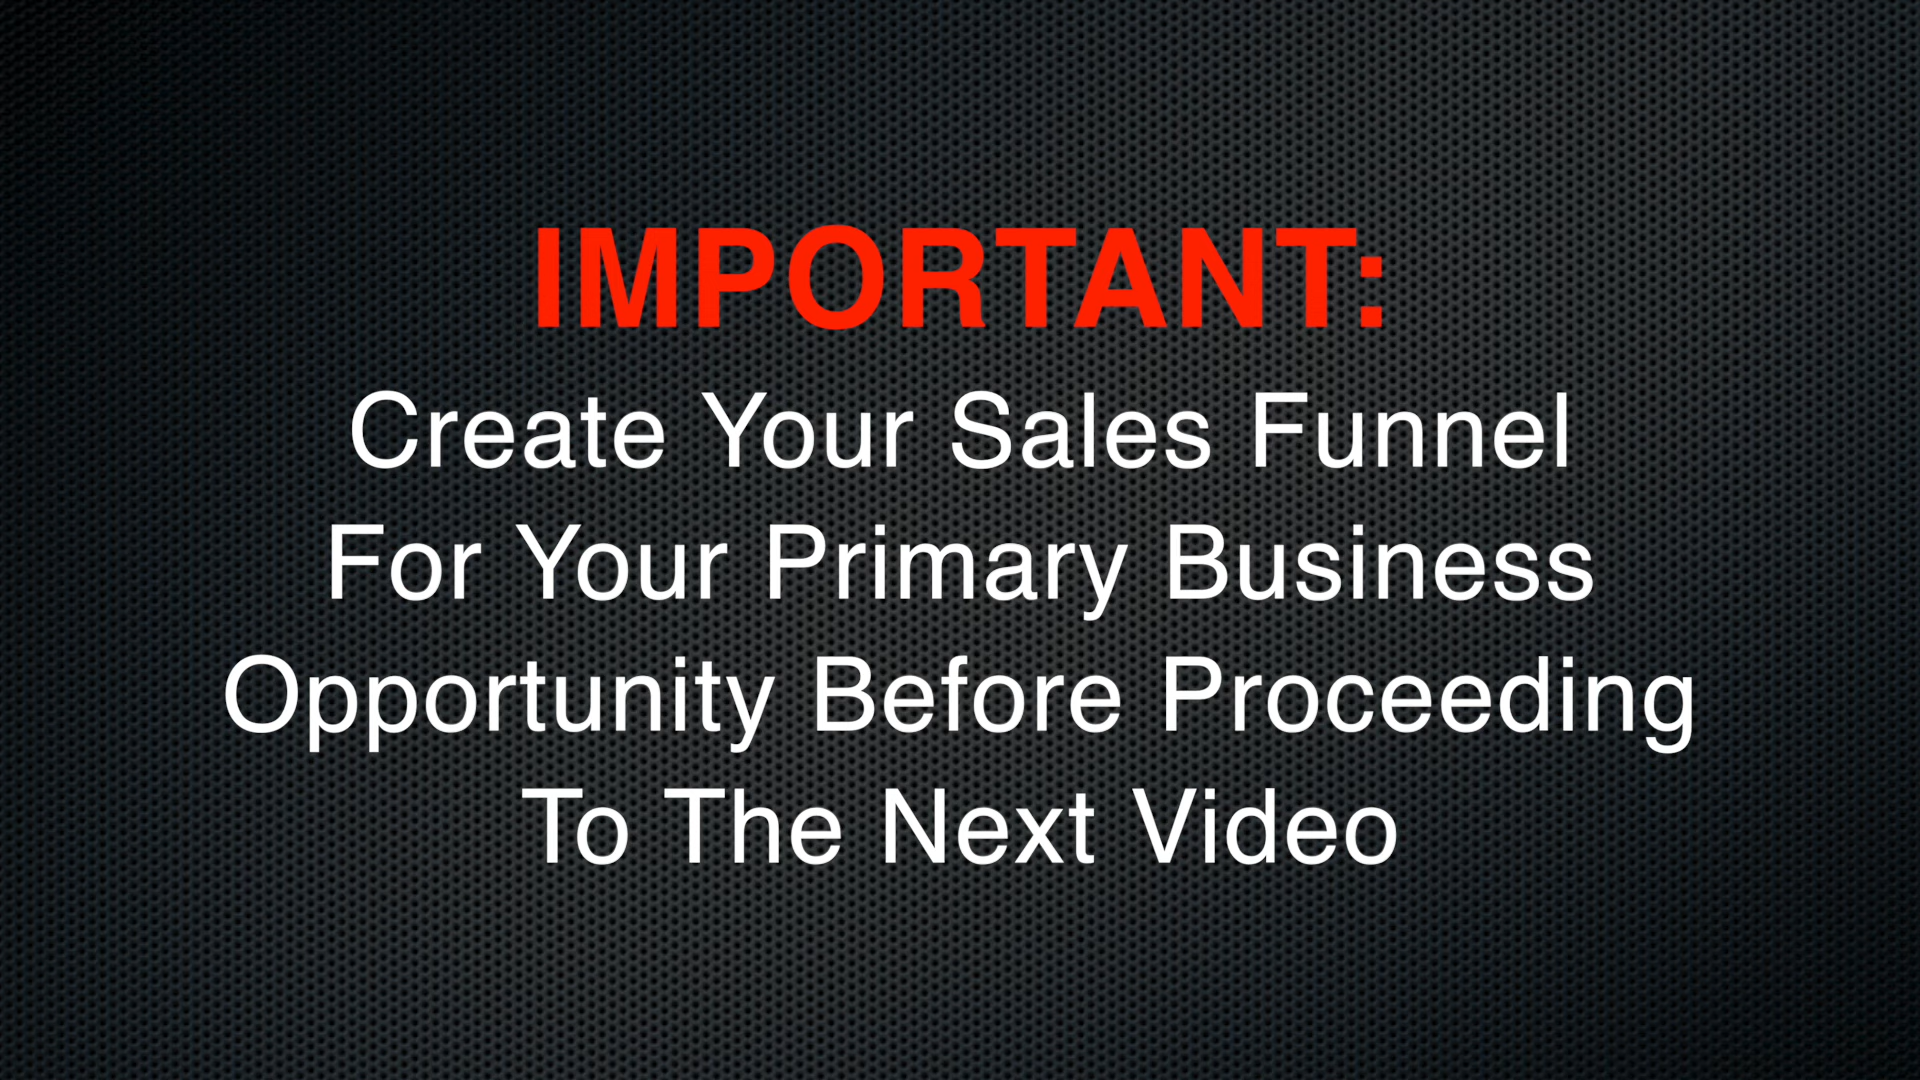 IMPORTANT:
Create Your Sales Funnel
For Your Primary Business
Opportunity Before Proceeding
To The Next Video